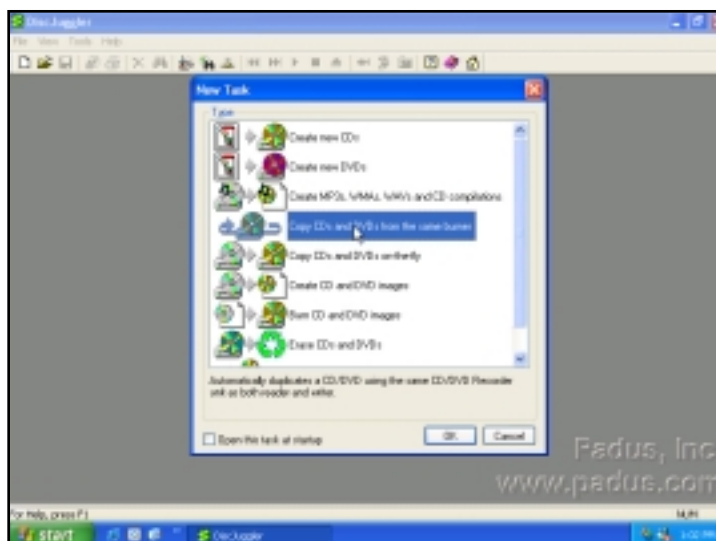 DiscJuggler
File View Tools Help
New Task
Type
Create new CDs
Create new DVDs
Create MP3s, WMAs, WAVs and CD compilations
Copy CDs and DVDs from the same burner
Copy CDs and DVDs on-the-fly
Create CD and DVD images
Burn CD and DVD images
Erase CDs and DVDs
Automatically duplicates a CD/DVD using the same CD/DVD Recorder
unit as both reader and writer.
Open this task at startup
OK
Cancel
Padus, Inc
www.padus.com
For Help, press F1
NUM
start
DiscJuggler